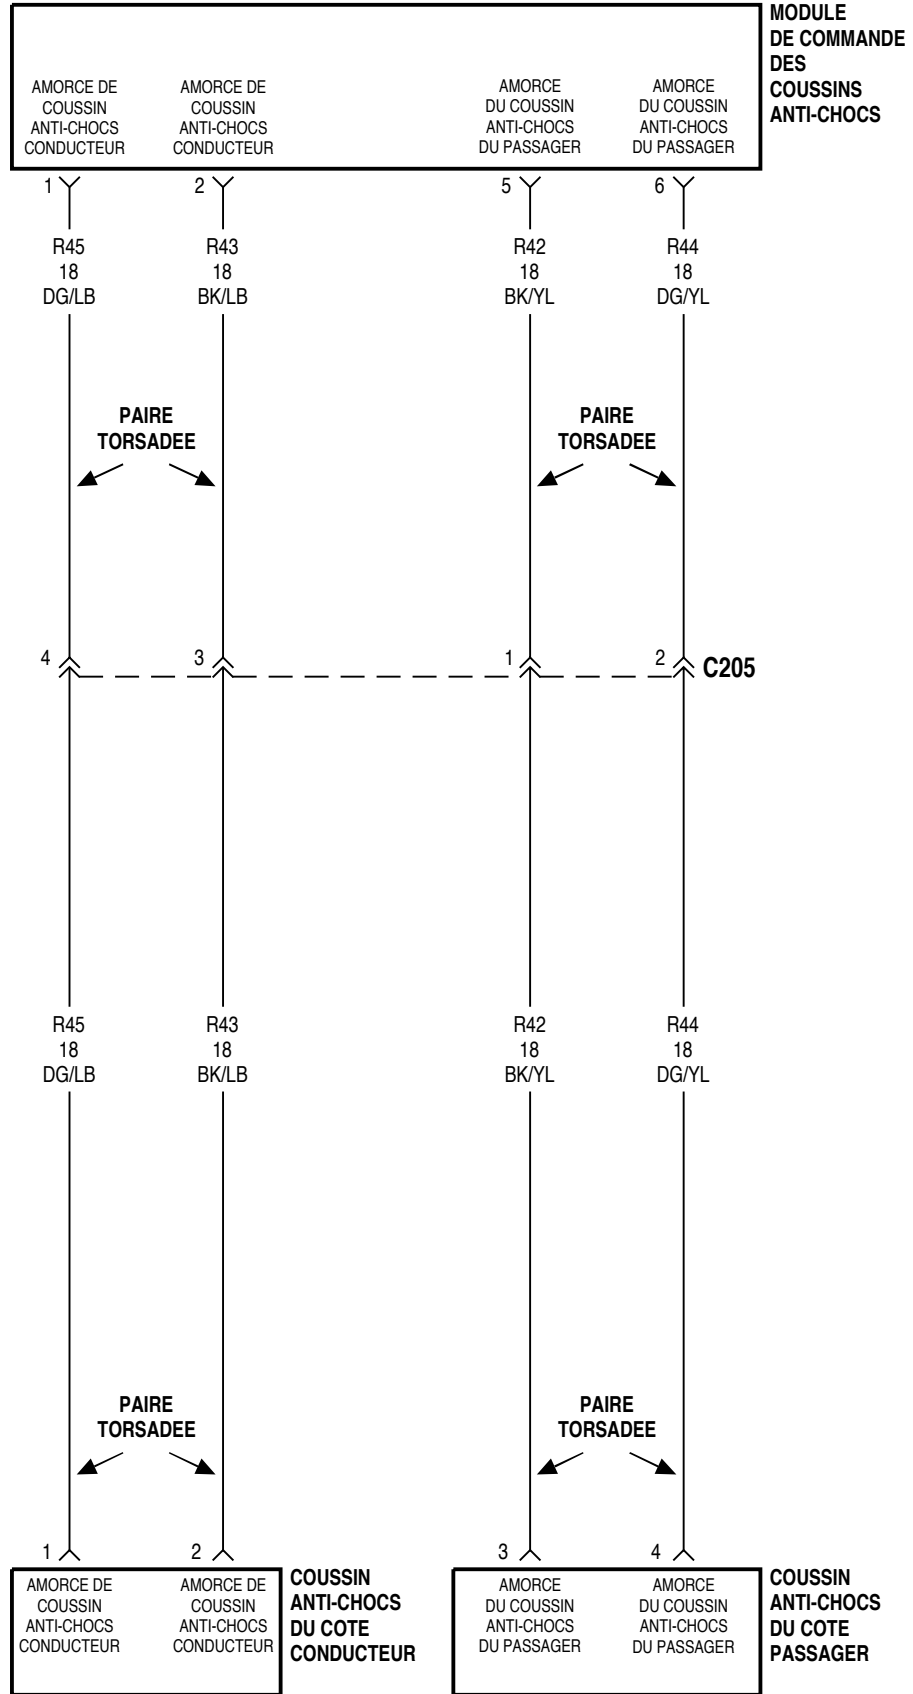 MODULE
DE COMMANDE
DES
COUSSINS
ANTI-CHOCS
AMORCE DE
COUSSIN
ANTI-CHOCS
CONDUCTEUR
AMORCE DE
COUSSIN
ANTI-CHOCS
CONDUCTEUR
AMORCE
DU COUSSIN
ANTI-CHOCS
DU PASSAGER
AMORCE
DU COUSSIN
ANTI-CHOCS
DU PASSAGER
1
2
5
6
R45
18
DG/LB
R43
18
BK/LB
R42
18
BK/YL
R44
18
DG/YL
PAIRE
TORSADEE
PAIRE
TORSADEE
4
3
1
2
C205
R45
18
DG/LB
R43
18
BK/LB
R42
18
BK/YL
R44
18
DG/YL
PAIRE
TORSADEE
PAIRE
TORSADEE
1
2
3
4
AMORCE DE
COUSSIN
ANTI-CHOCS
CONDUCTEUR
AMORCE DE
COUSSIN
ANTI-CHOCS
CONDUCTEUR
COUSSIN
ANTI-CHOCS
DU COTE
CONDUCTEUR
AMORCE
DU COUSSIN
ANTI-CHOCS
DU PASSAGER
AMORCE
DU COUSSIN
ANTI-CHOCS
DU PASSAGER
COUSSIN
ANTI-CHOCS
DU COTE
PASSAGER